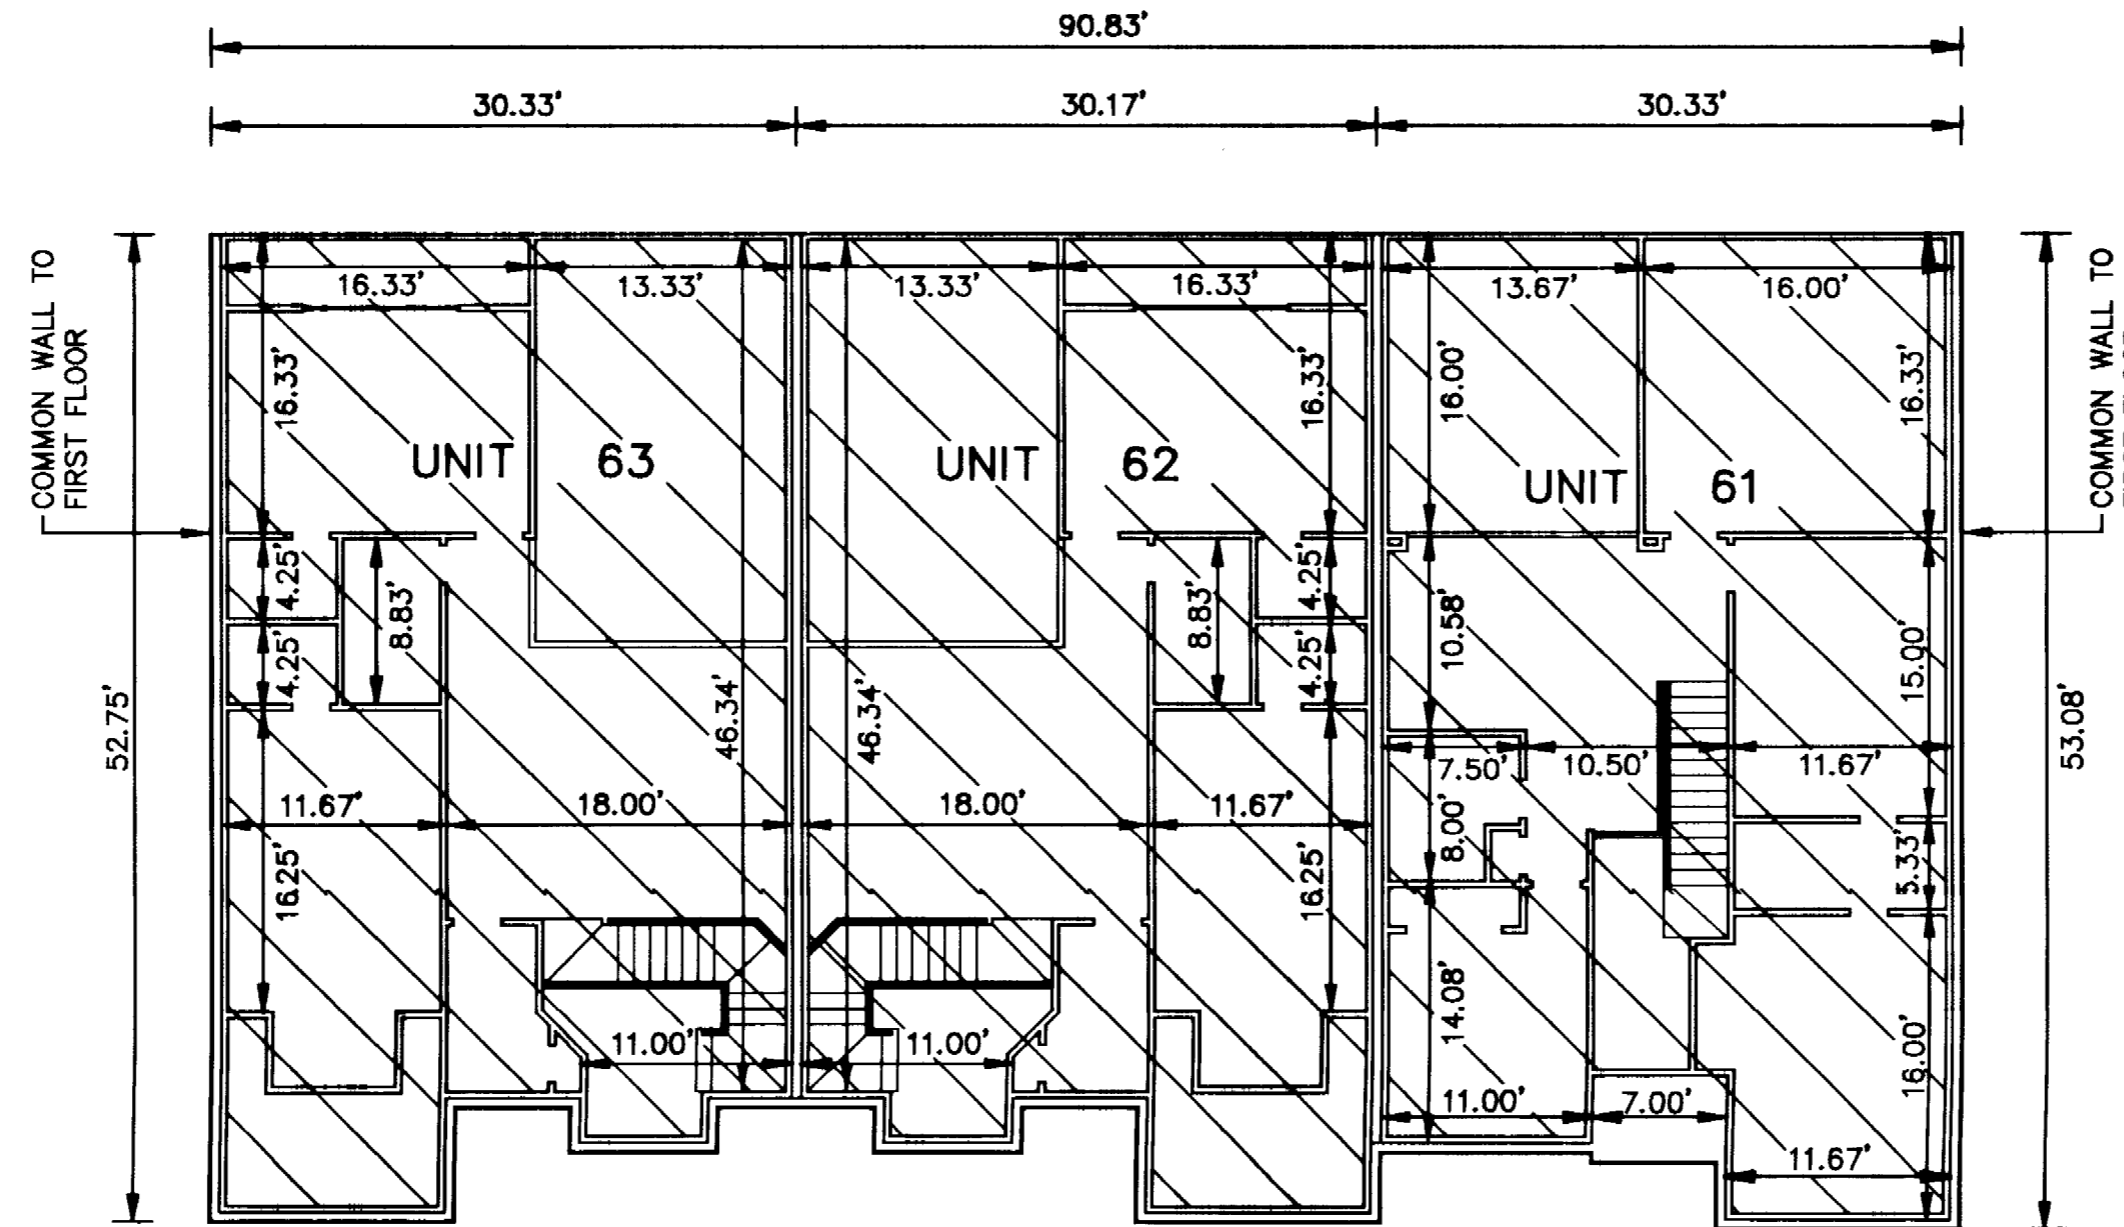 90.83'
30.33' 30.17' 30.33'
COMMON WALL TO
FIRST FLOOR
COMMON WALL TO
16.33' 13.33' 13.33' 16.33' 13.67' 16.00'
16.33' 16.33' 16.00' 16.33'
UNIT 63 UNIT 62 UNIT 61
4.25' 8.83' 8.83' 4.25' 10.58' 15.00'
4.25' 4.25'
52.75' 46.34' 46.34' 53.08'
7.50' 10.50' 11.67'
11.67' 18.00' 18.00' 11.67' 8.00'
16.25' 16.25' 5.33'
14.08' 16.00'
11.00' 11.00'
11.00' 7.00'
11.67'